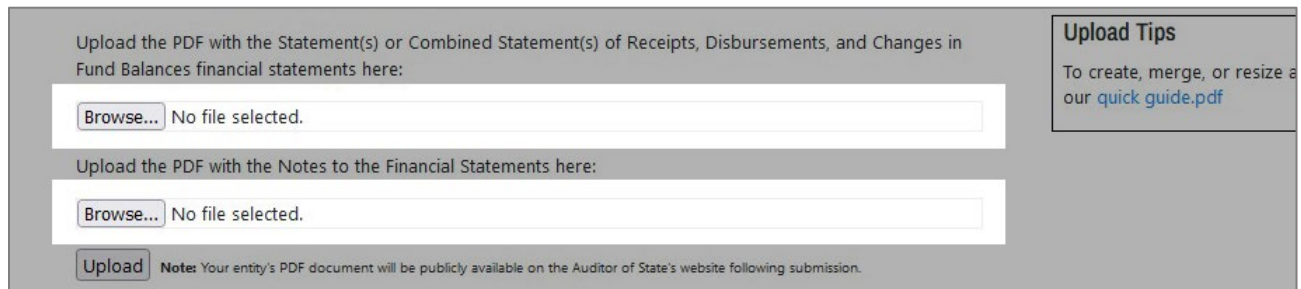 Upload the PDF with the Statement(s) or Combined Statement(s) of Receipts, Disbursements, and Changes in
Fund Balances financial statements here:
Browse... No file selected.
Upload the PDF with the Notes to the Financial Statements here:
Browse... No file selected.
Upload Note: Your entity's PDF document will be publicly available on the Auditor of State's website following submission.
Upload Tips
To create, merge, or resize a
our quick guide.pdf